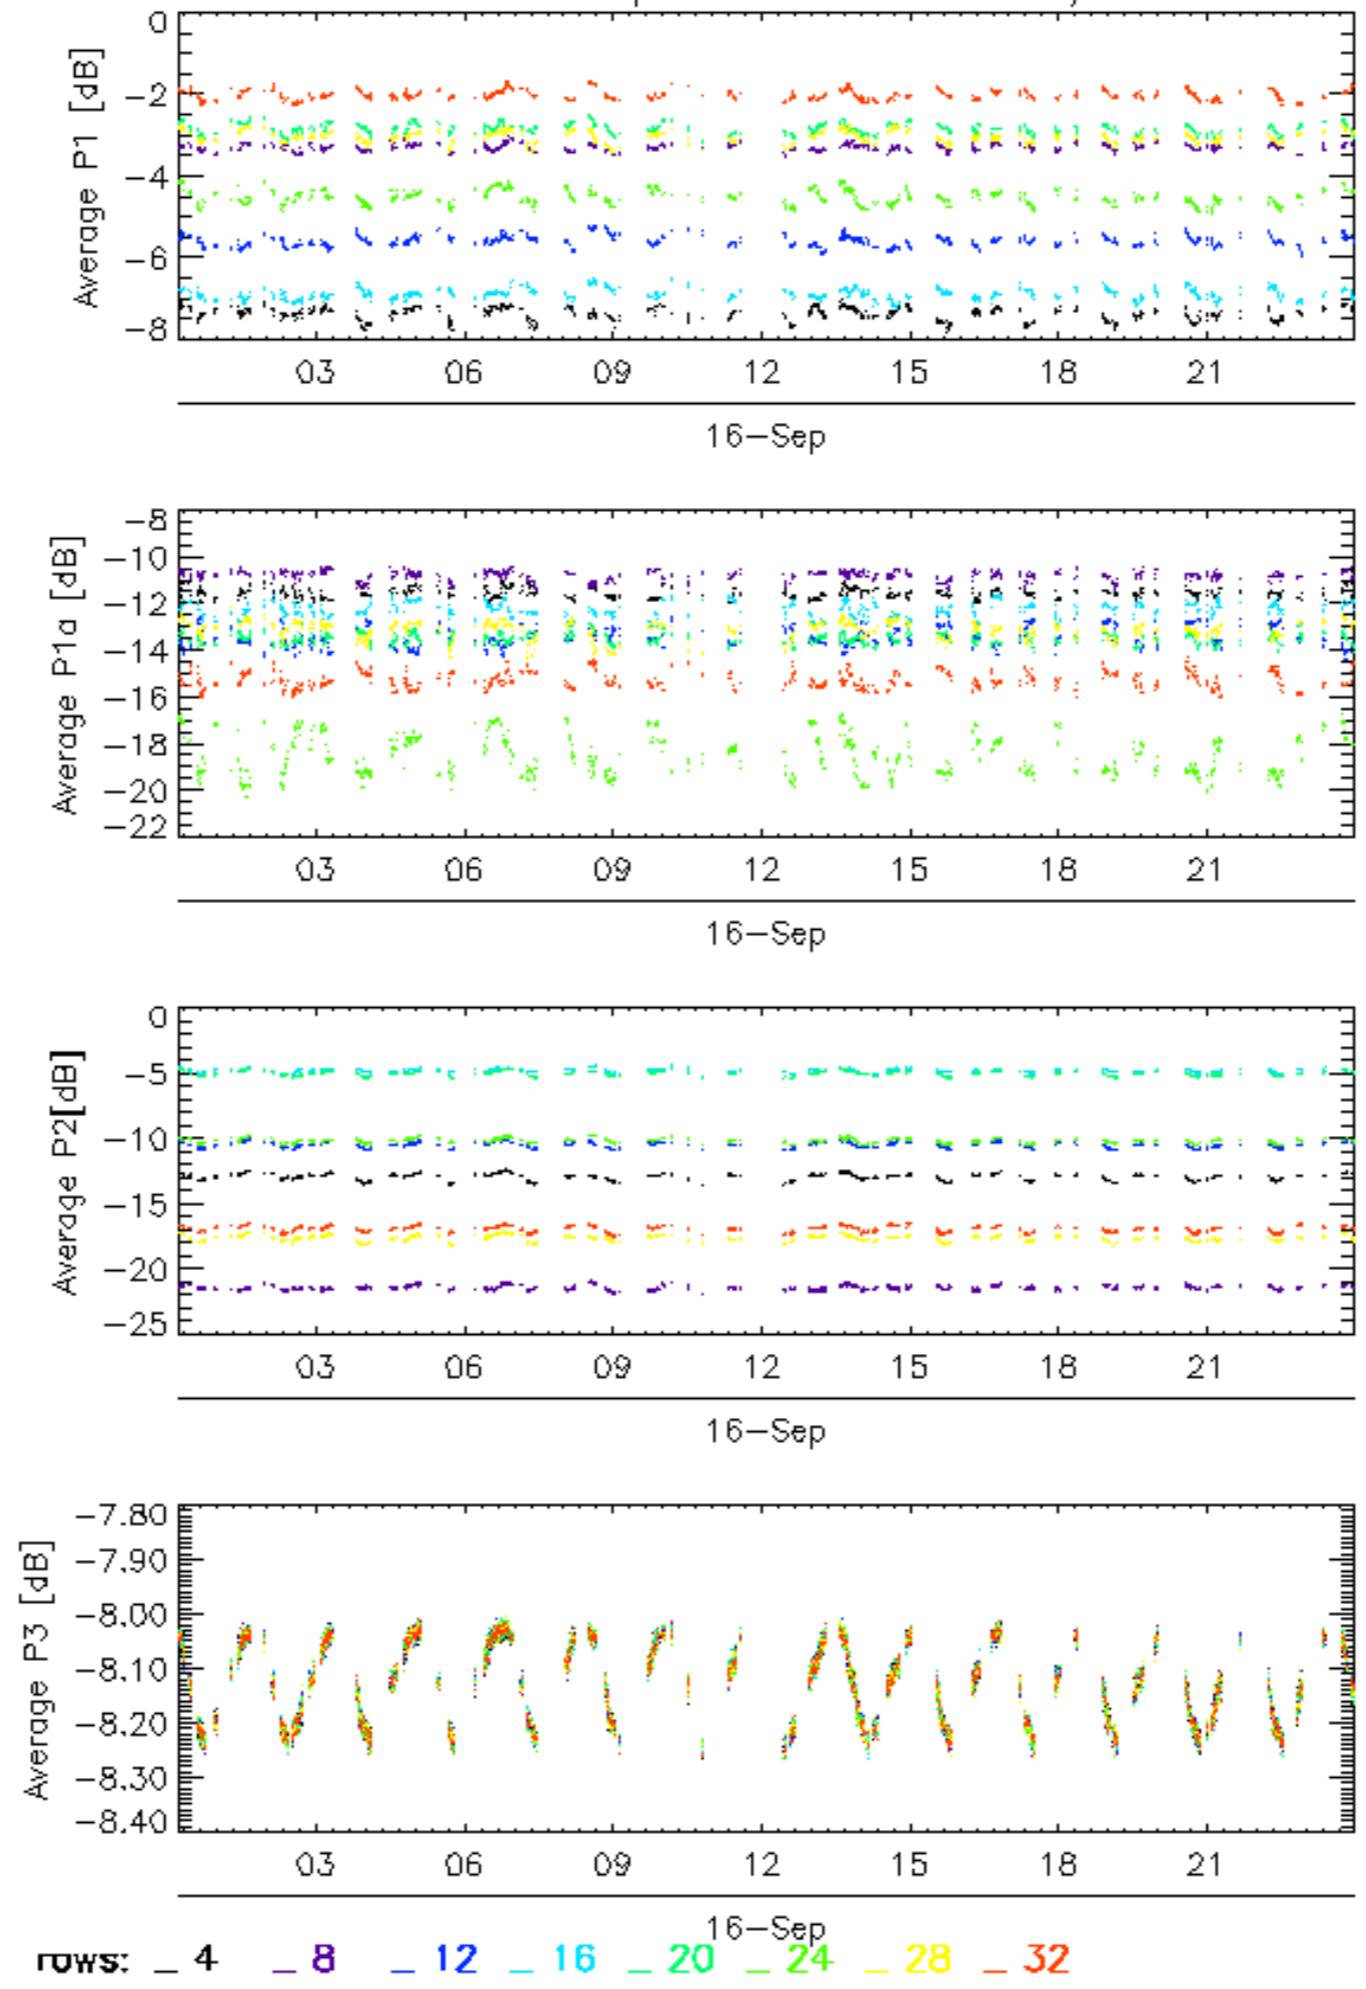 0
-2
-4
-6
-8
Average P1 [dB]
03 06 09 12 15 18 21
16-Sep
-8
-10
-12
-14
-16
-18
-20
-22
Average P1a [dB]
03 06 09 12 15 18 21
16-Sep
0
-5
-10
-15
-20
-25
Average P2[dB]
03 06 09 12 15 18 21
16-Sep
-7.80
-7.90
-8.00
-8.10
-8.20
-8.30
-8.40
Average P3 [dB]
03 06 09 12 15 18 21
16-Sep
rows: _ 4 _ 8 _ 12 _ 16 _ 20 _ 24 _ 28 _ 32